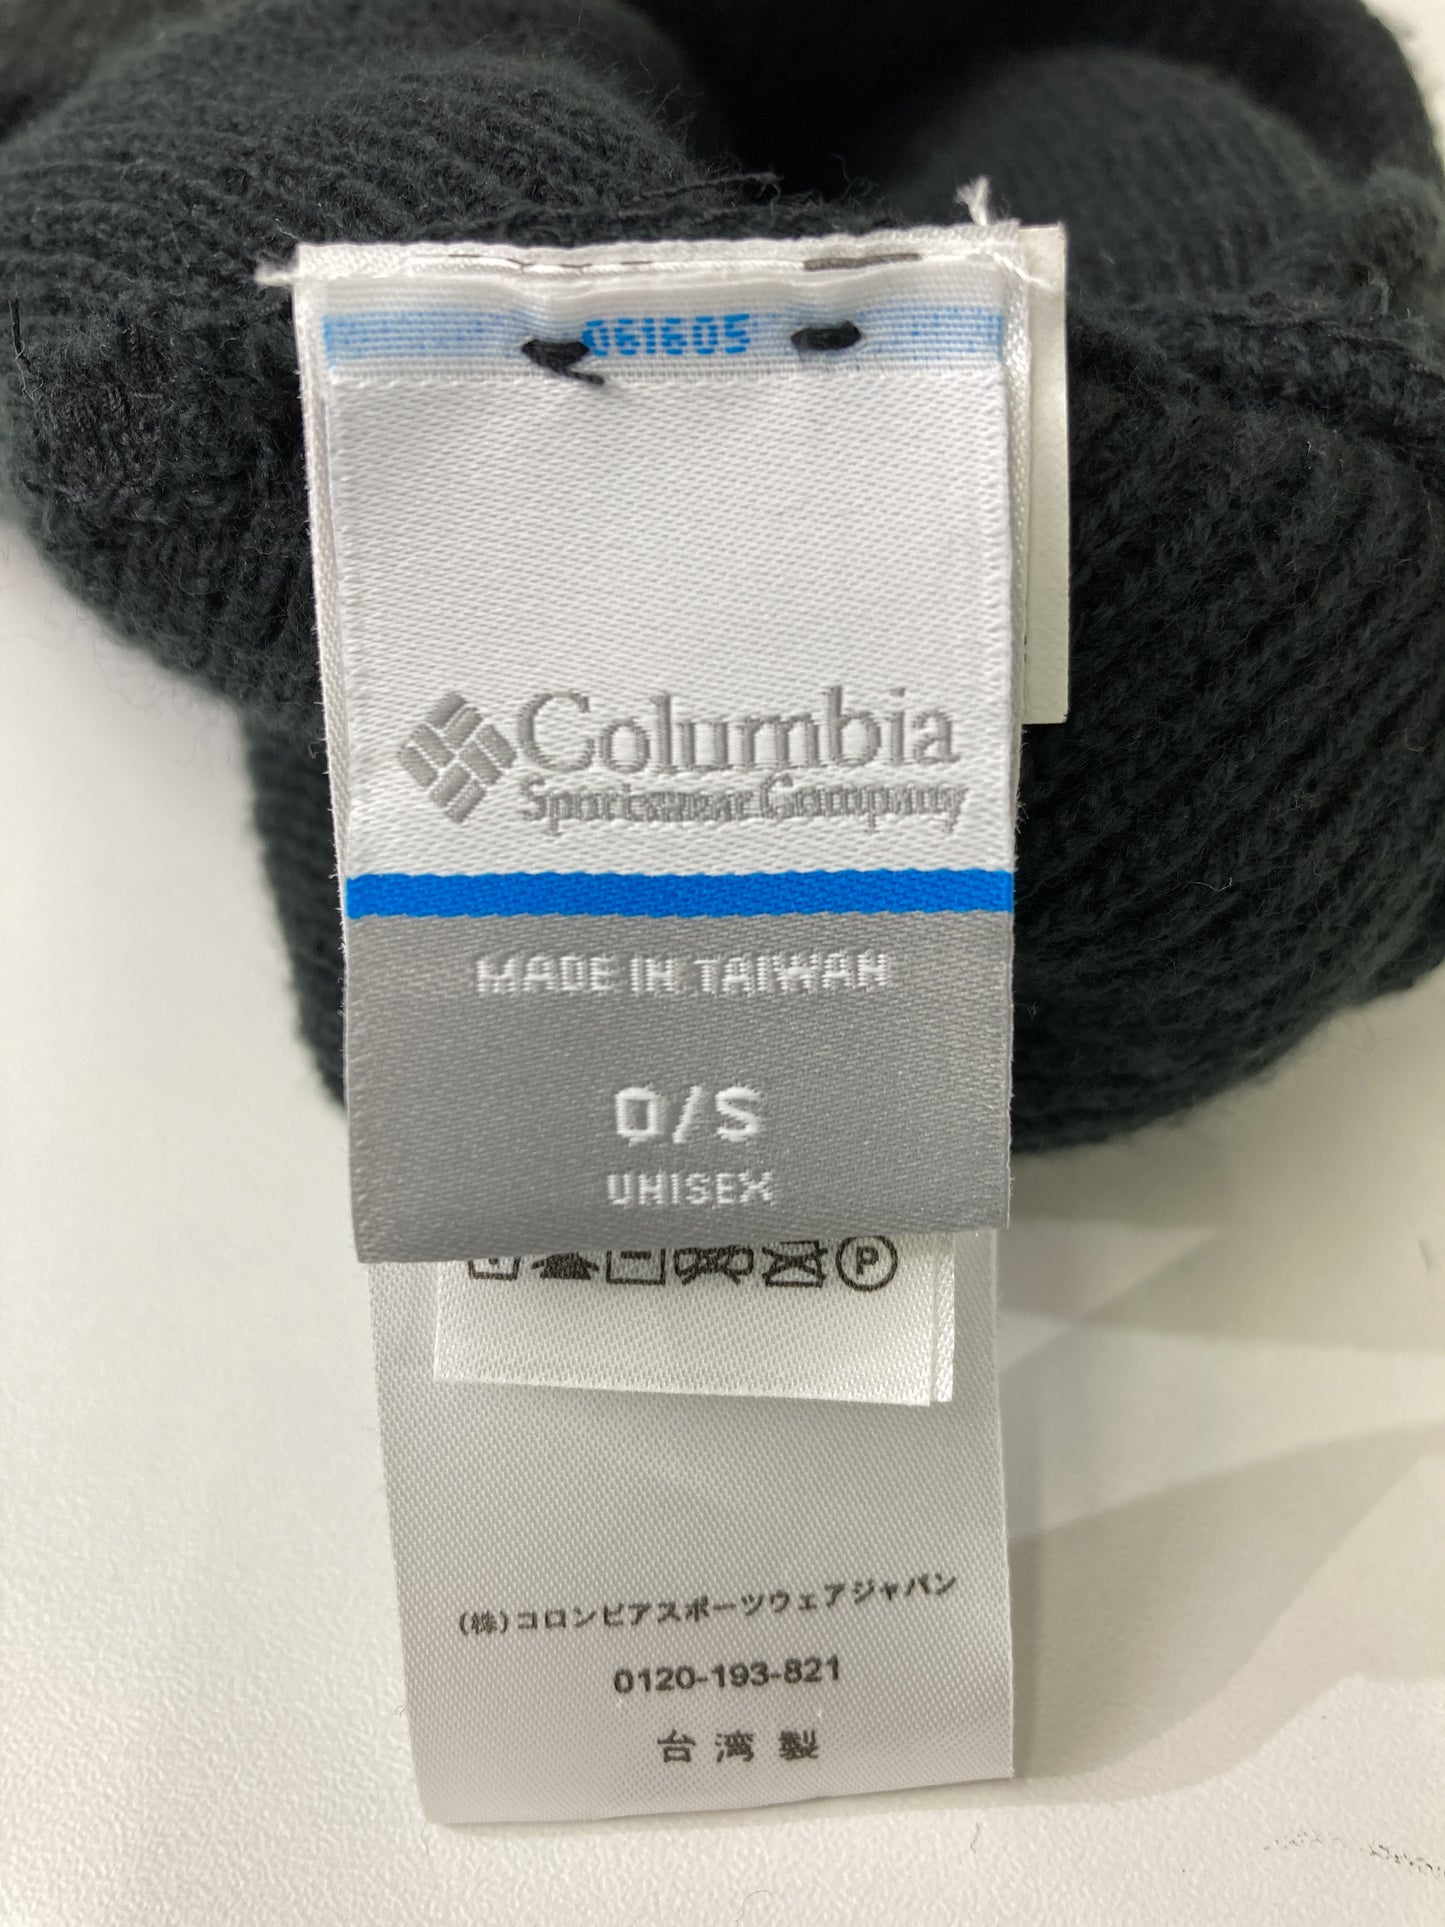 061605
Columbia
Sportswear Company
MADE IN TAIWAN
O/S
UNISEX
P
(株)コロンビアスポーツウェアジャパン
0120-193-821
台湾製